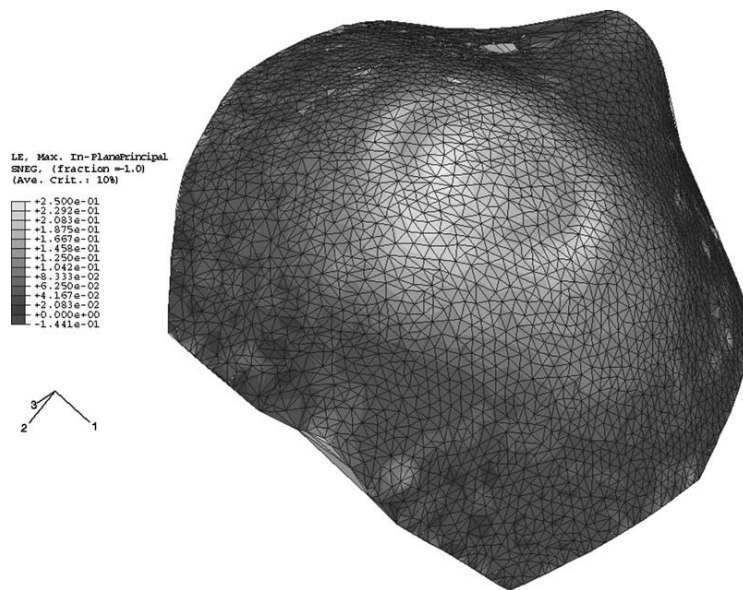 LE, Max. In-PlanePrincipal
SNEG, (fraction =-1.0)
(Ave. Crit.: 10%)
+2.500e-01
+2.292e-01
+2.083e-01
+1.875e-01
+1.667e-01
+1.458e-01
+1.250e-01
+1.042e-01
+8.333e-02
+6.250e-02
+4.167e-02
+2.083e-02
+0.000e+00
-1.441e-01
3
2
1